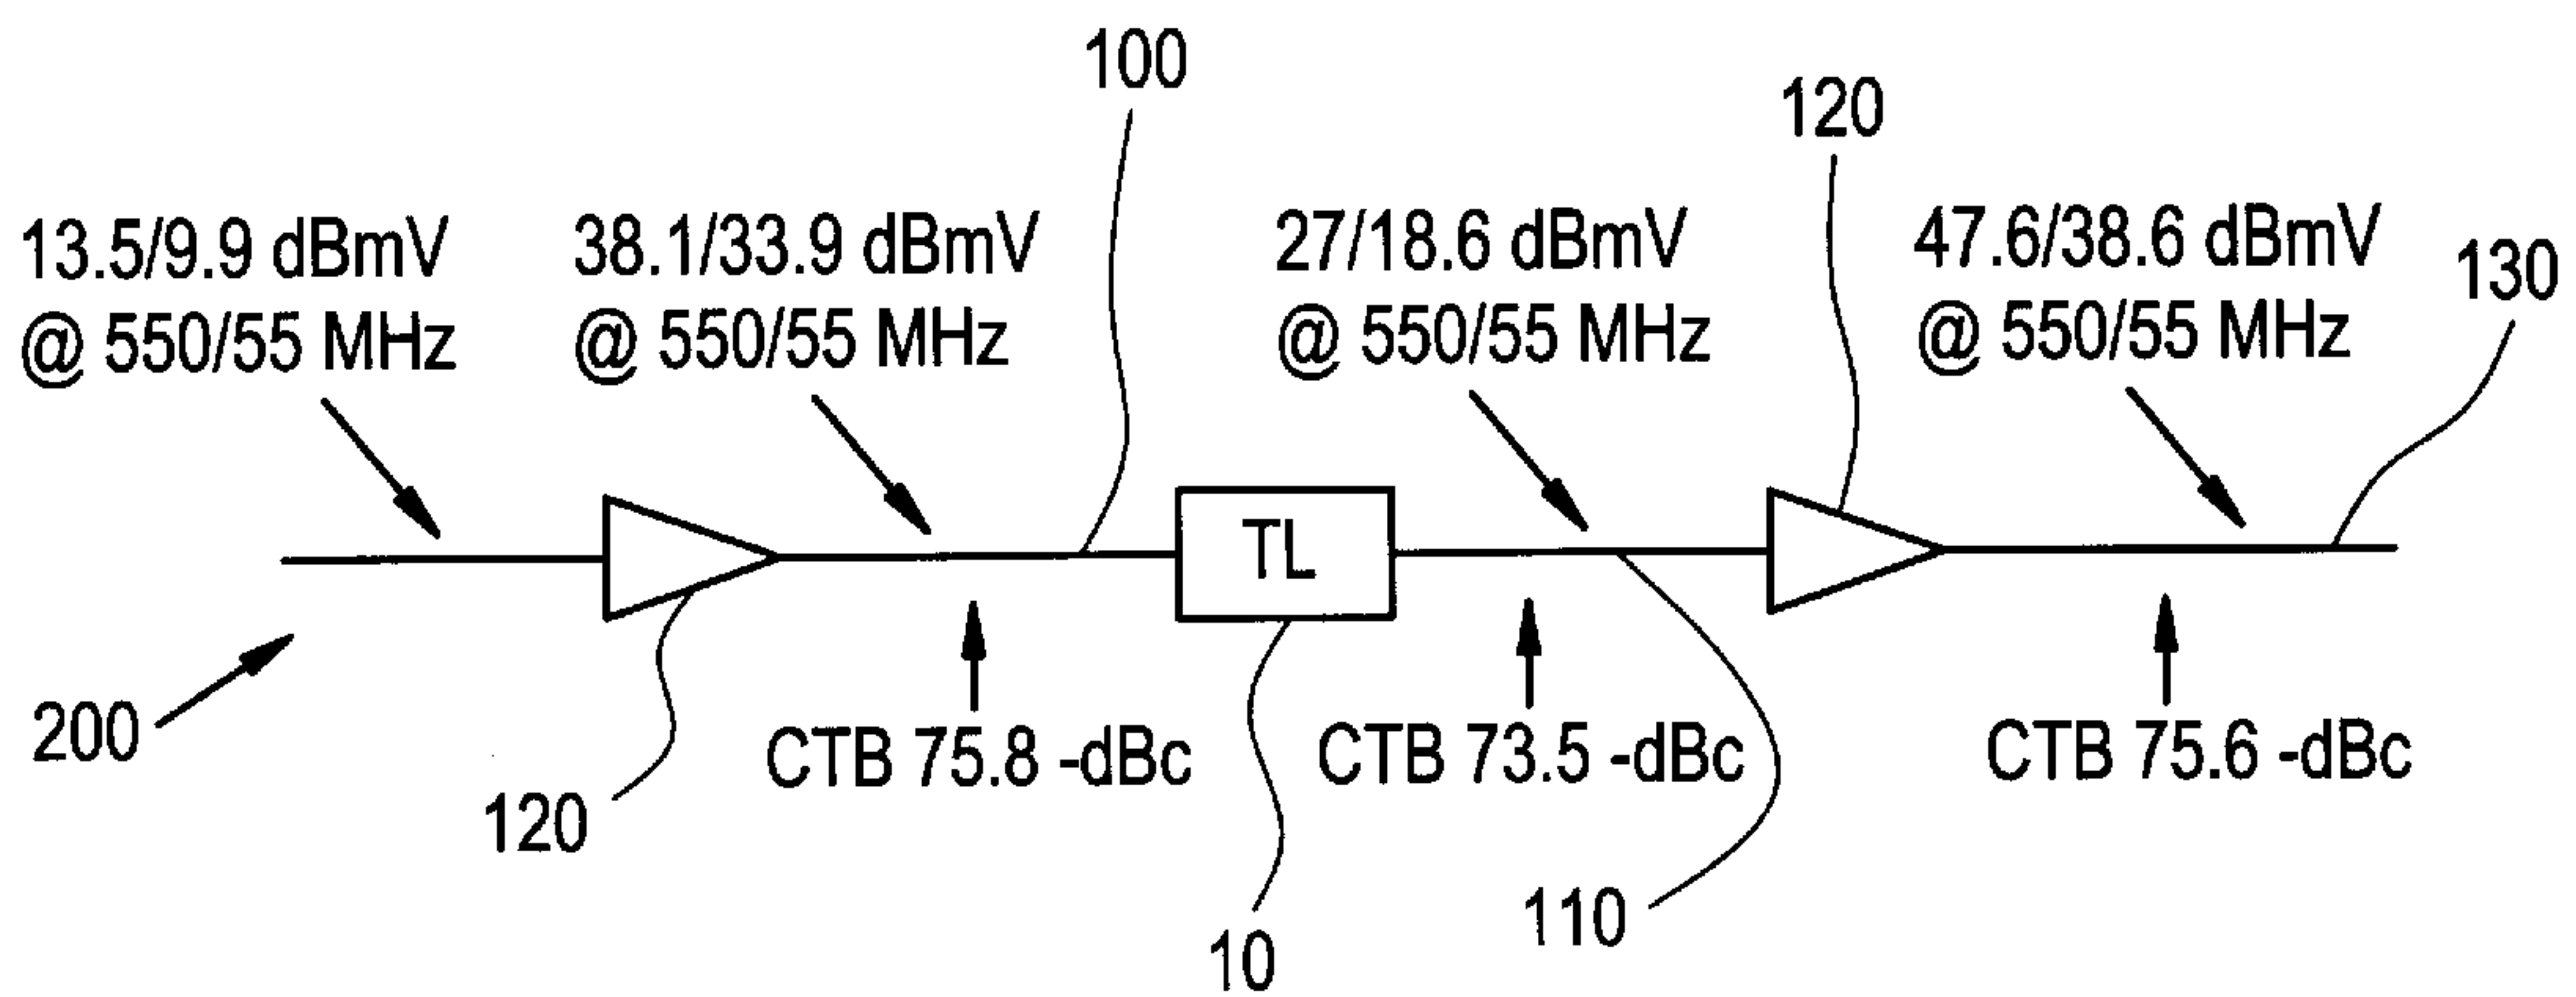 100
120
13.5/9.9 dBmV
@ 550/55 MHz
38.1/33.9 dBmV
@ 550/55 MHz
27/18.6 dBmV
@ 550/55 MHz
47.6/38.6 dBmV
@ 550/55 MHz
130
TL
200
120
CTB 75.8 -dBc
CTB 73.5 -dBc
CTB 75.6 -dBc
10
110